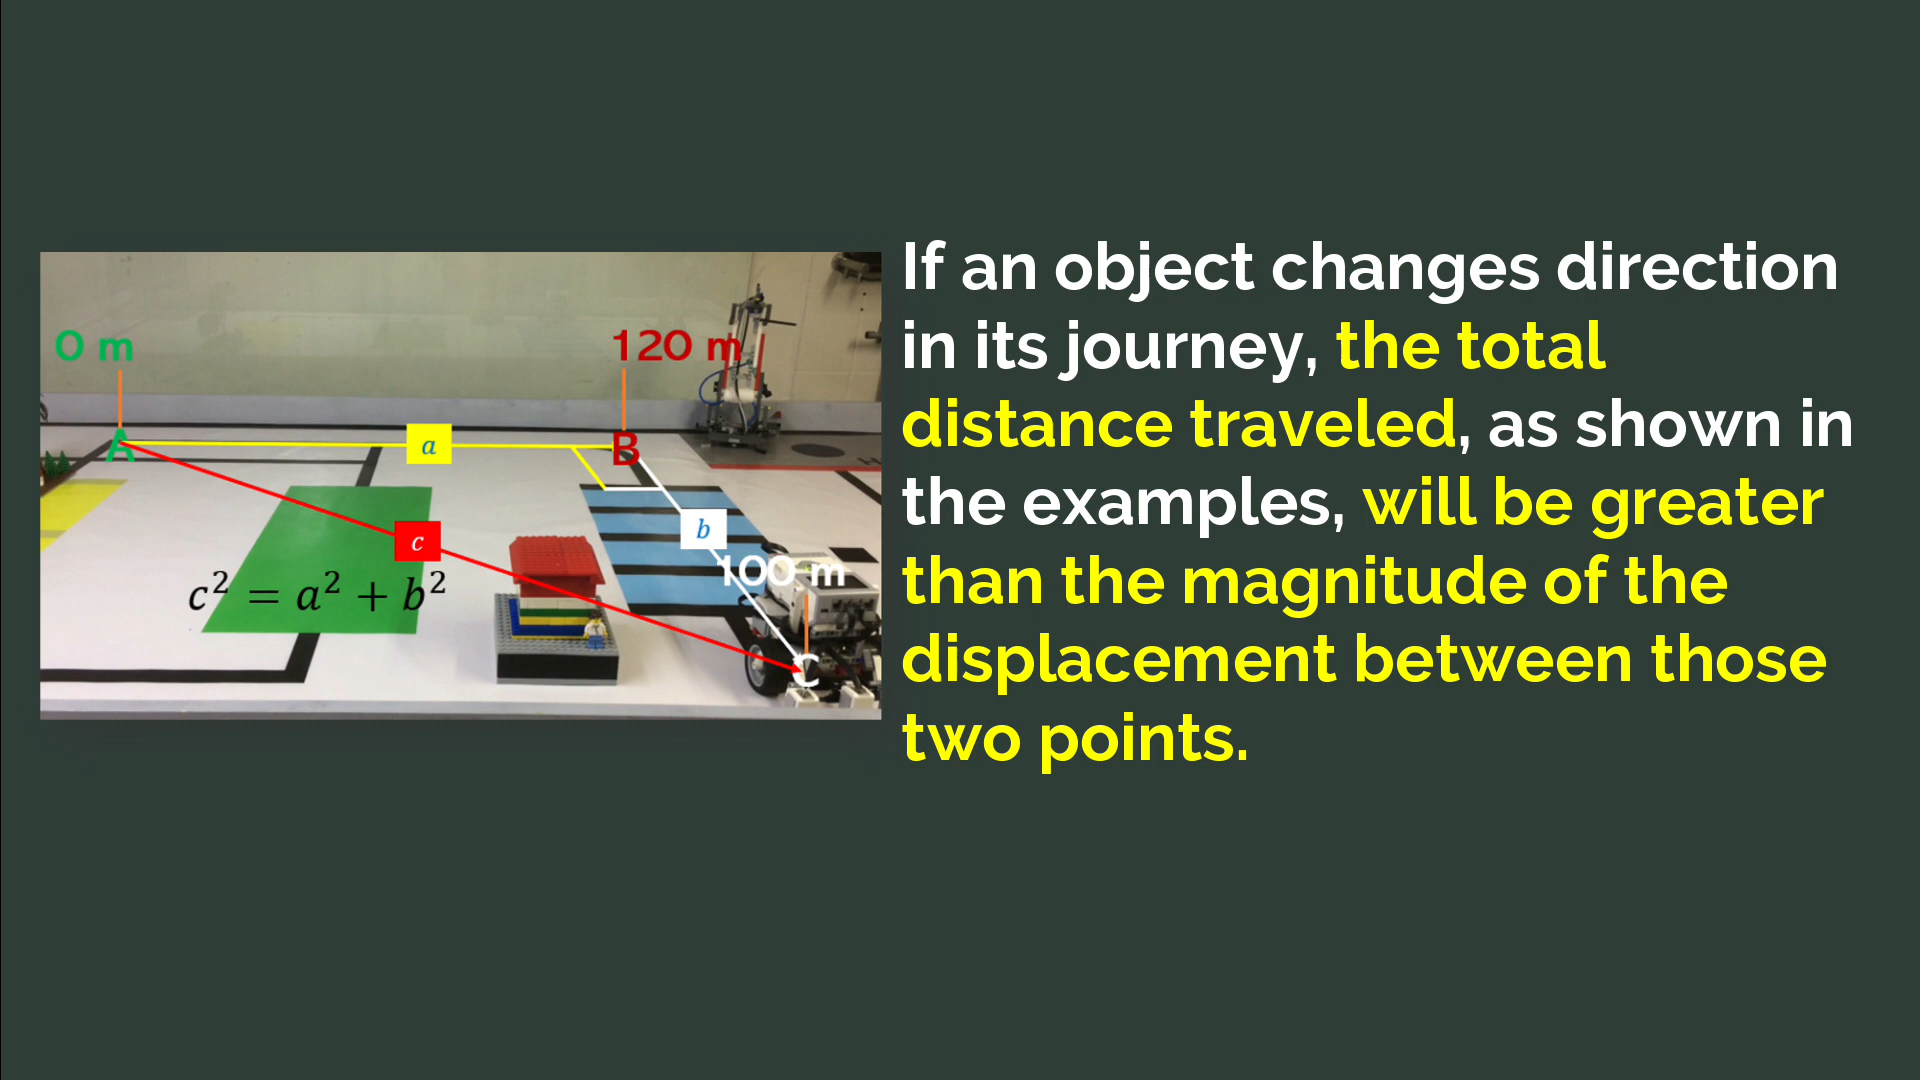 0 m
120 m
A
a
B
b
c
100 m
c² = a² + b²
C
If an object changes direction
in its journey, the total
distance traveled, as shown in
the examples, will be greater
than the magnitude of the
displacement between those
two points.